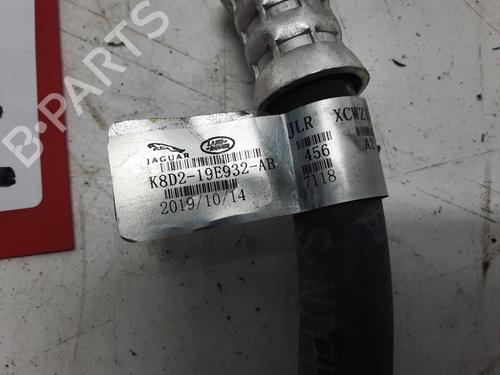 B-PARTS
JAGUAR
LAND ROVER
K8D2-19E932-AB
2019/10/14
JLR
456
7118